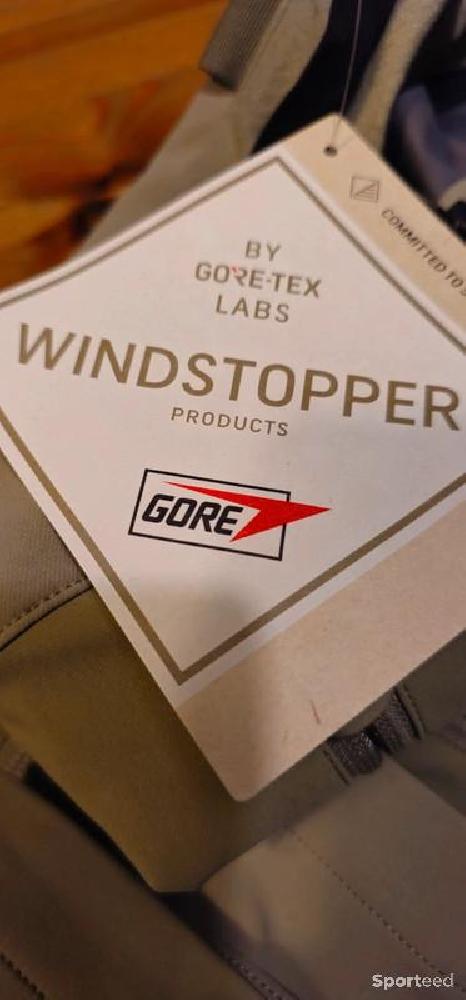 BY
GORE-TEX
LABS
WINDSTOPPER
PRODUCTS
GORE
COMMITTED TO
Sporteed